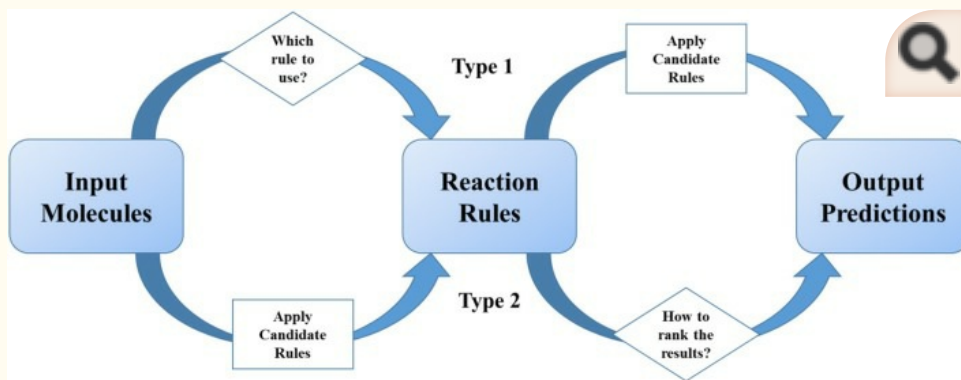 Which
rule to
use?
Type 1
Apply
Candidate
Rules
Input
Molecules
Reaction
Rules
Output
Predictions
Apply
Candidate
Rules
Type 2
How to
rank the
results?